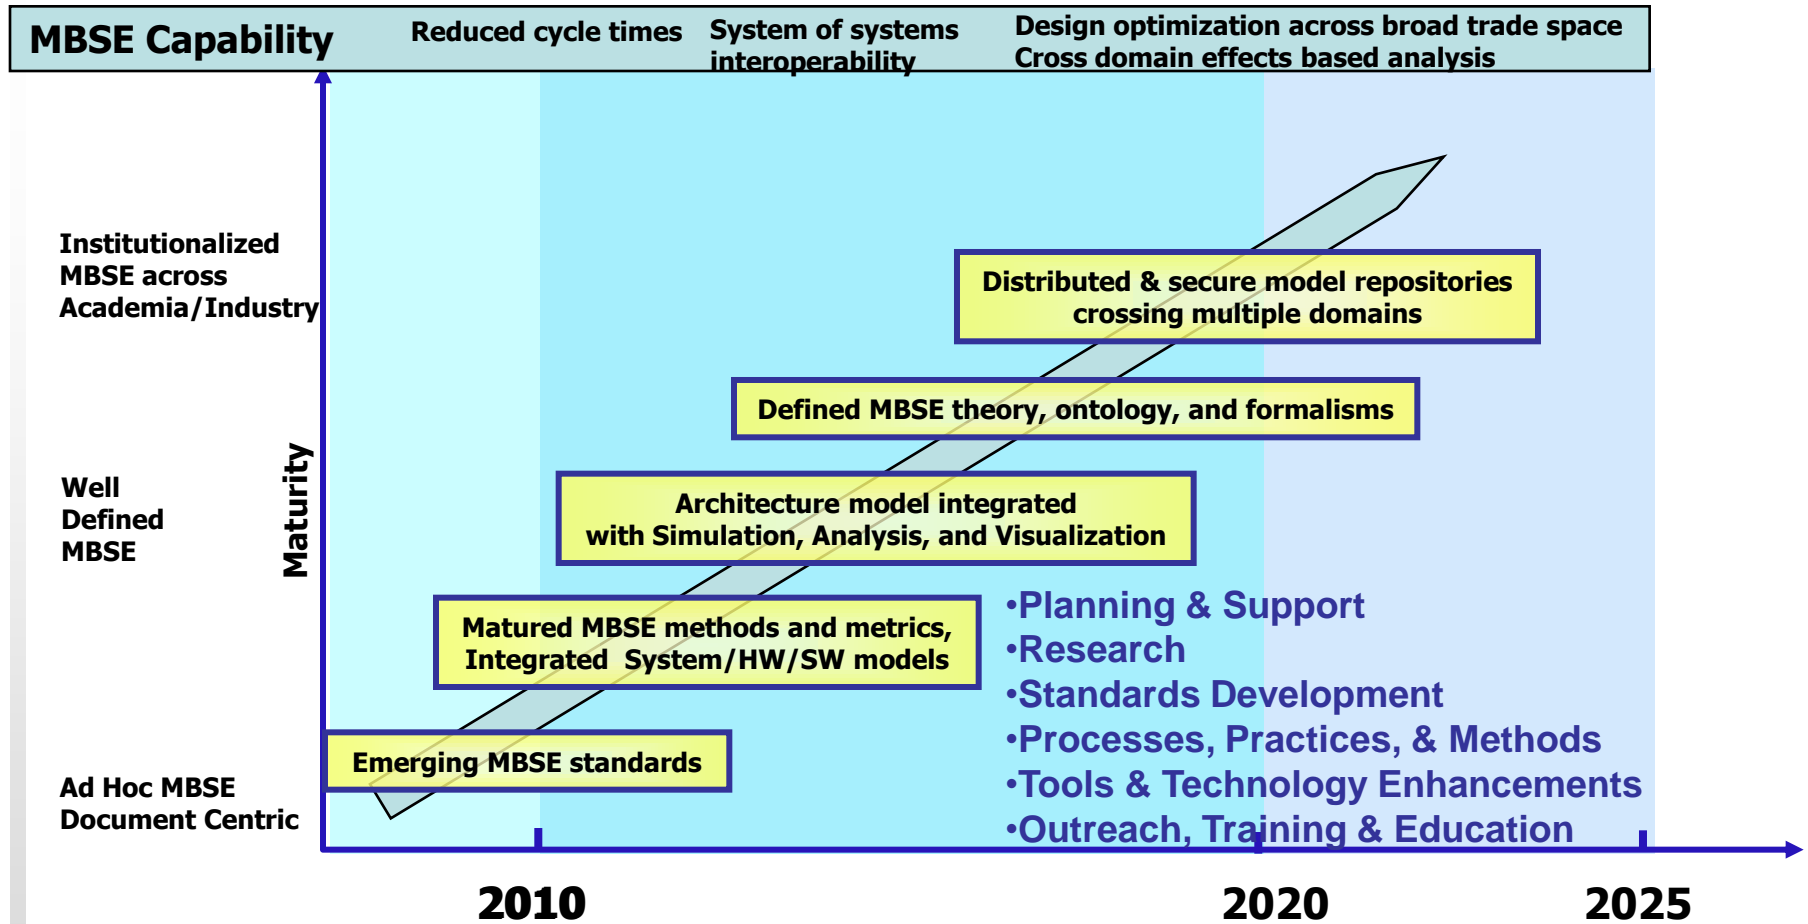 MBSE Capability
Reduced cycle times
System of systems
interoperability
Design optimization across broad trade space
Cross domain effects based analysis
Institutionalized
MBSE across
Academia/Industry
Distributed & secure model repositories
crossing multiple domains
Defined MBSE theory, ontology, and formalisms
Maturity
Well
Defined
MBSE
Architecture model integrated
with Simulation, Analysis, and Visualization
Matured MBSE methods and metrics,
Integrated System/HW/SW models
•Planning & Support
•Research
•Standards Development
•Processes, Practices, & Methods
•Tools & Technology Enhancements
•Outreach, Training & Education
Emerging MBSE standards
Ad Hoc MBSE
Document Centric
2010
2020
2025